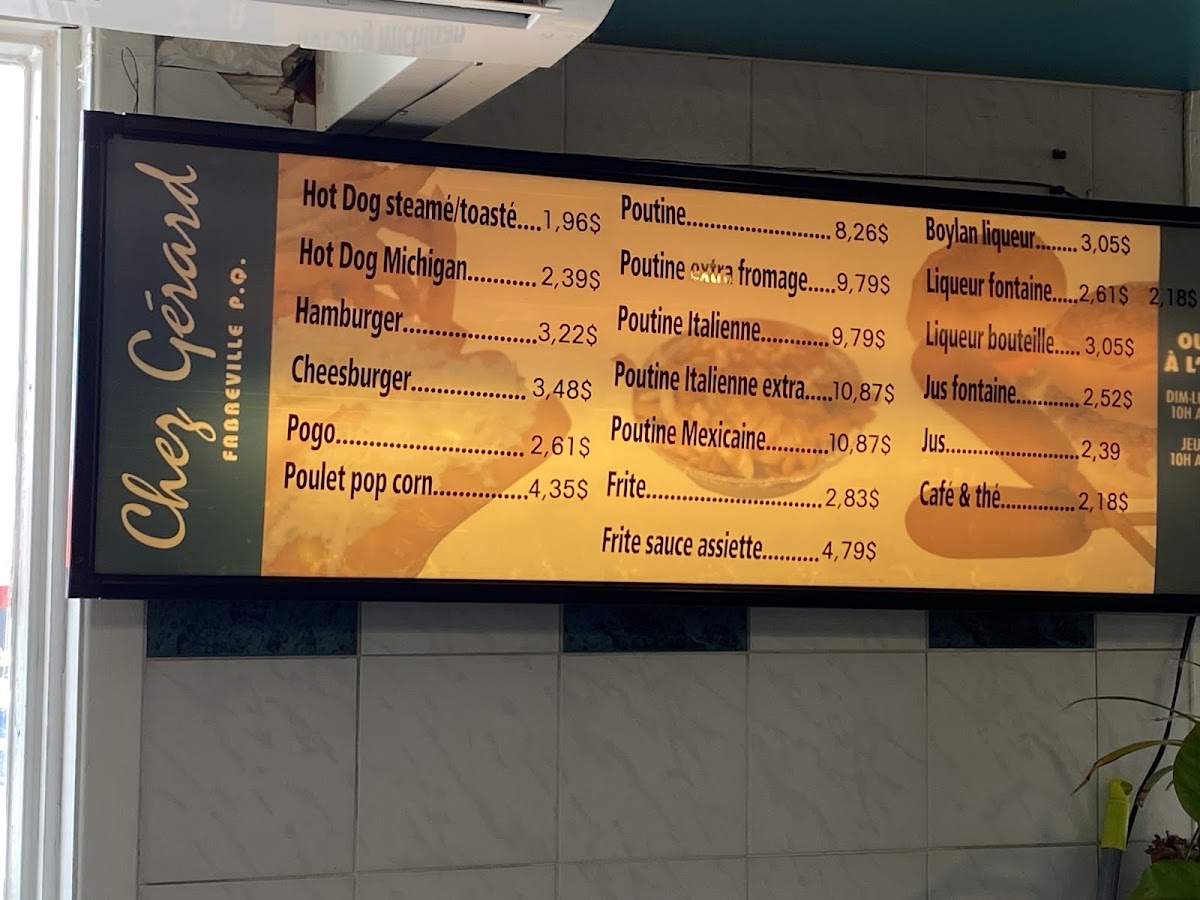 Chez Gérard
FABREVILLE P.Q.
Hot Dog steamé/toasté....1,96$
Hot Dog Michigan...........2,39$
Hamburger......................3,22$
Cheesburger..................3,48$
Pogo..............................2,61$
Poulet pop corn...............4,35$
Poutine..........................8,26$
Poutine extra fromage.....9,79$
Poutine Italienne............9,79$
Poutine Italienne extra.....10,87$
Poutine Mexicaine...........10,87$
Frite..............................2,83$
Frite sauce assiette..........4,79$
Boylan liqueur........3,05$
Liqueur fontaine.....2,61$ 2,18$
Liqueur bouteille.....3,05$
Jus fontaine............2,52$
Jus.........................2,39
Café & thé..............2,18$
10H
10H